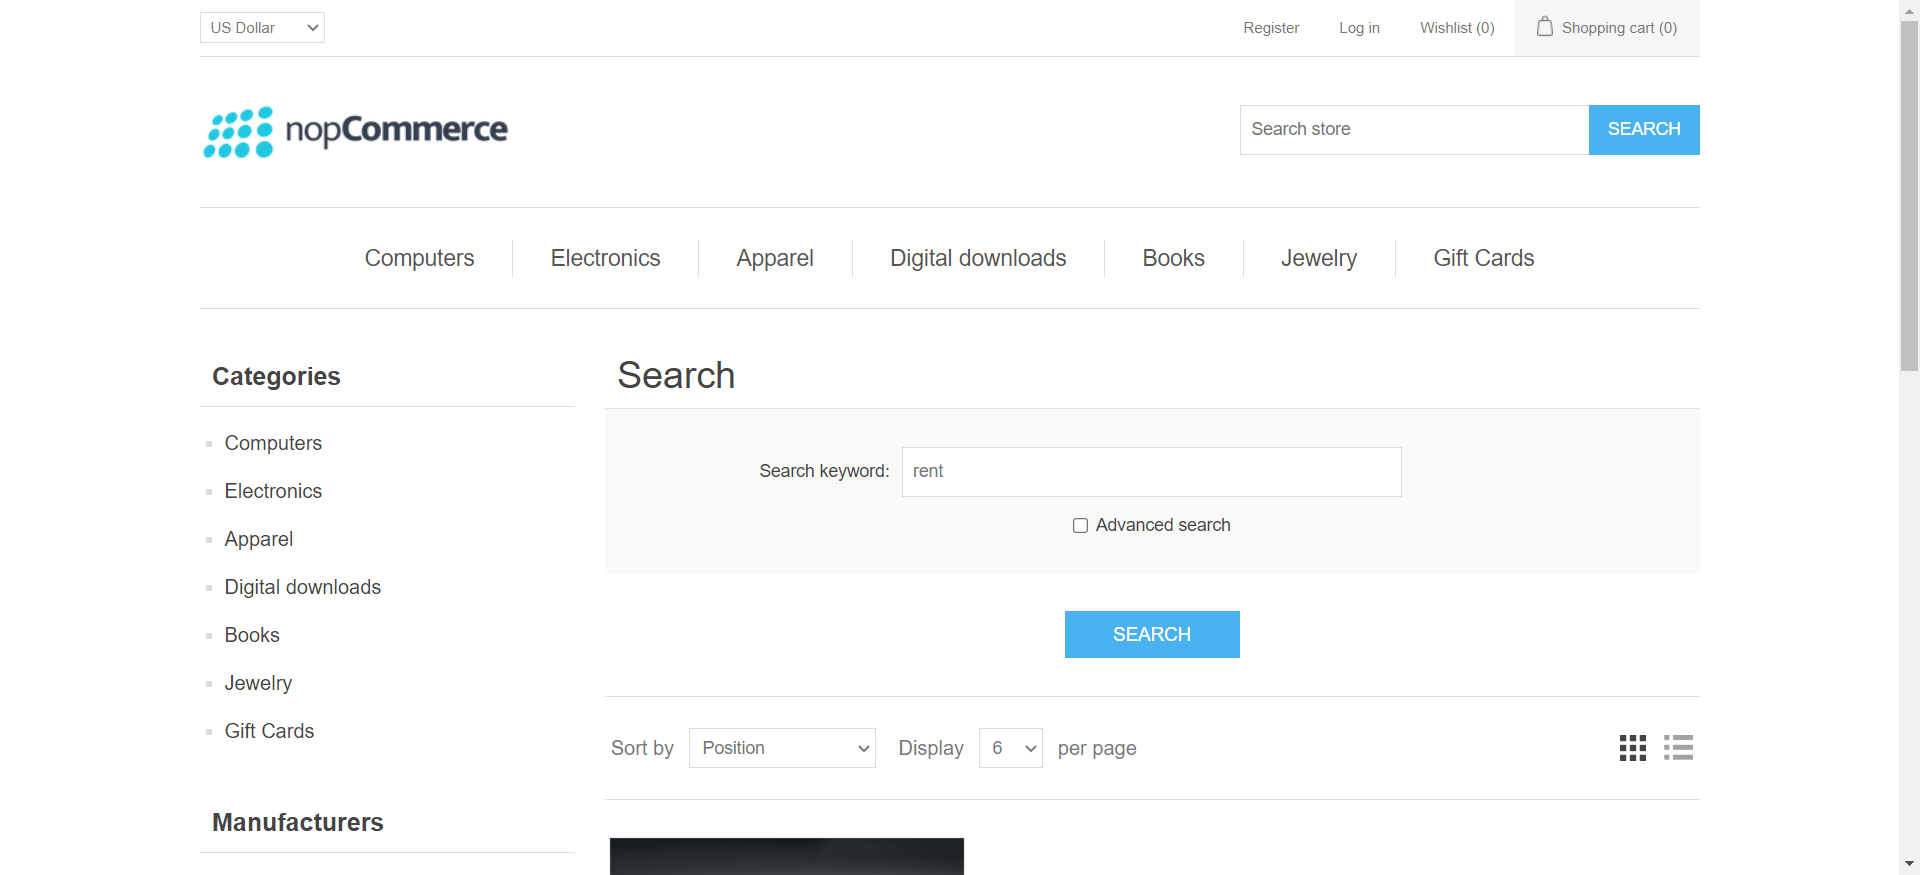 US Dollar
Register
Log in
Wishlist (0)
Shopping cart (0)
nopCommerce
Search store
SEARCH
Computers
Electronics
Apparel
Digital downloads
Books
Jewelry
Gift Cards
Categories
Computers
Electronics
Apparel
Digital downloads
Books
Jewelry
Gift Cards
Manufacturers
Search
Search keyword:
rent
Advanced search
SEARCH
Sort by
Position
Display
6
per page